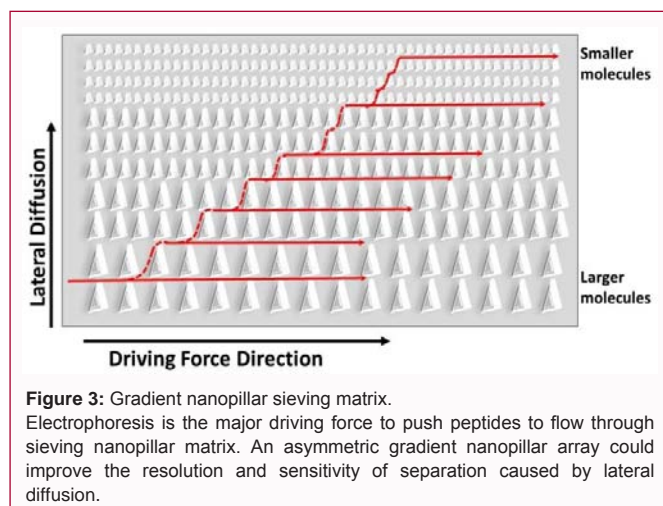 Smaller
molecules
Lateral Diffusion
Larger
molecules
Driving Force Direction
Figure 3: Gradient nanopillar sieving matrix.
Electrophoresis is the major driving force to push peptides to flow through
sieving nanopillar matrix. An asymmetric gradient nanopillar array could
improve the resolution and sensitivity of separation caused by lateral
diffusion.